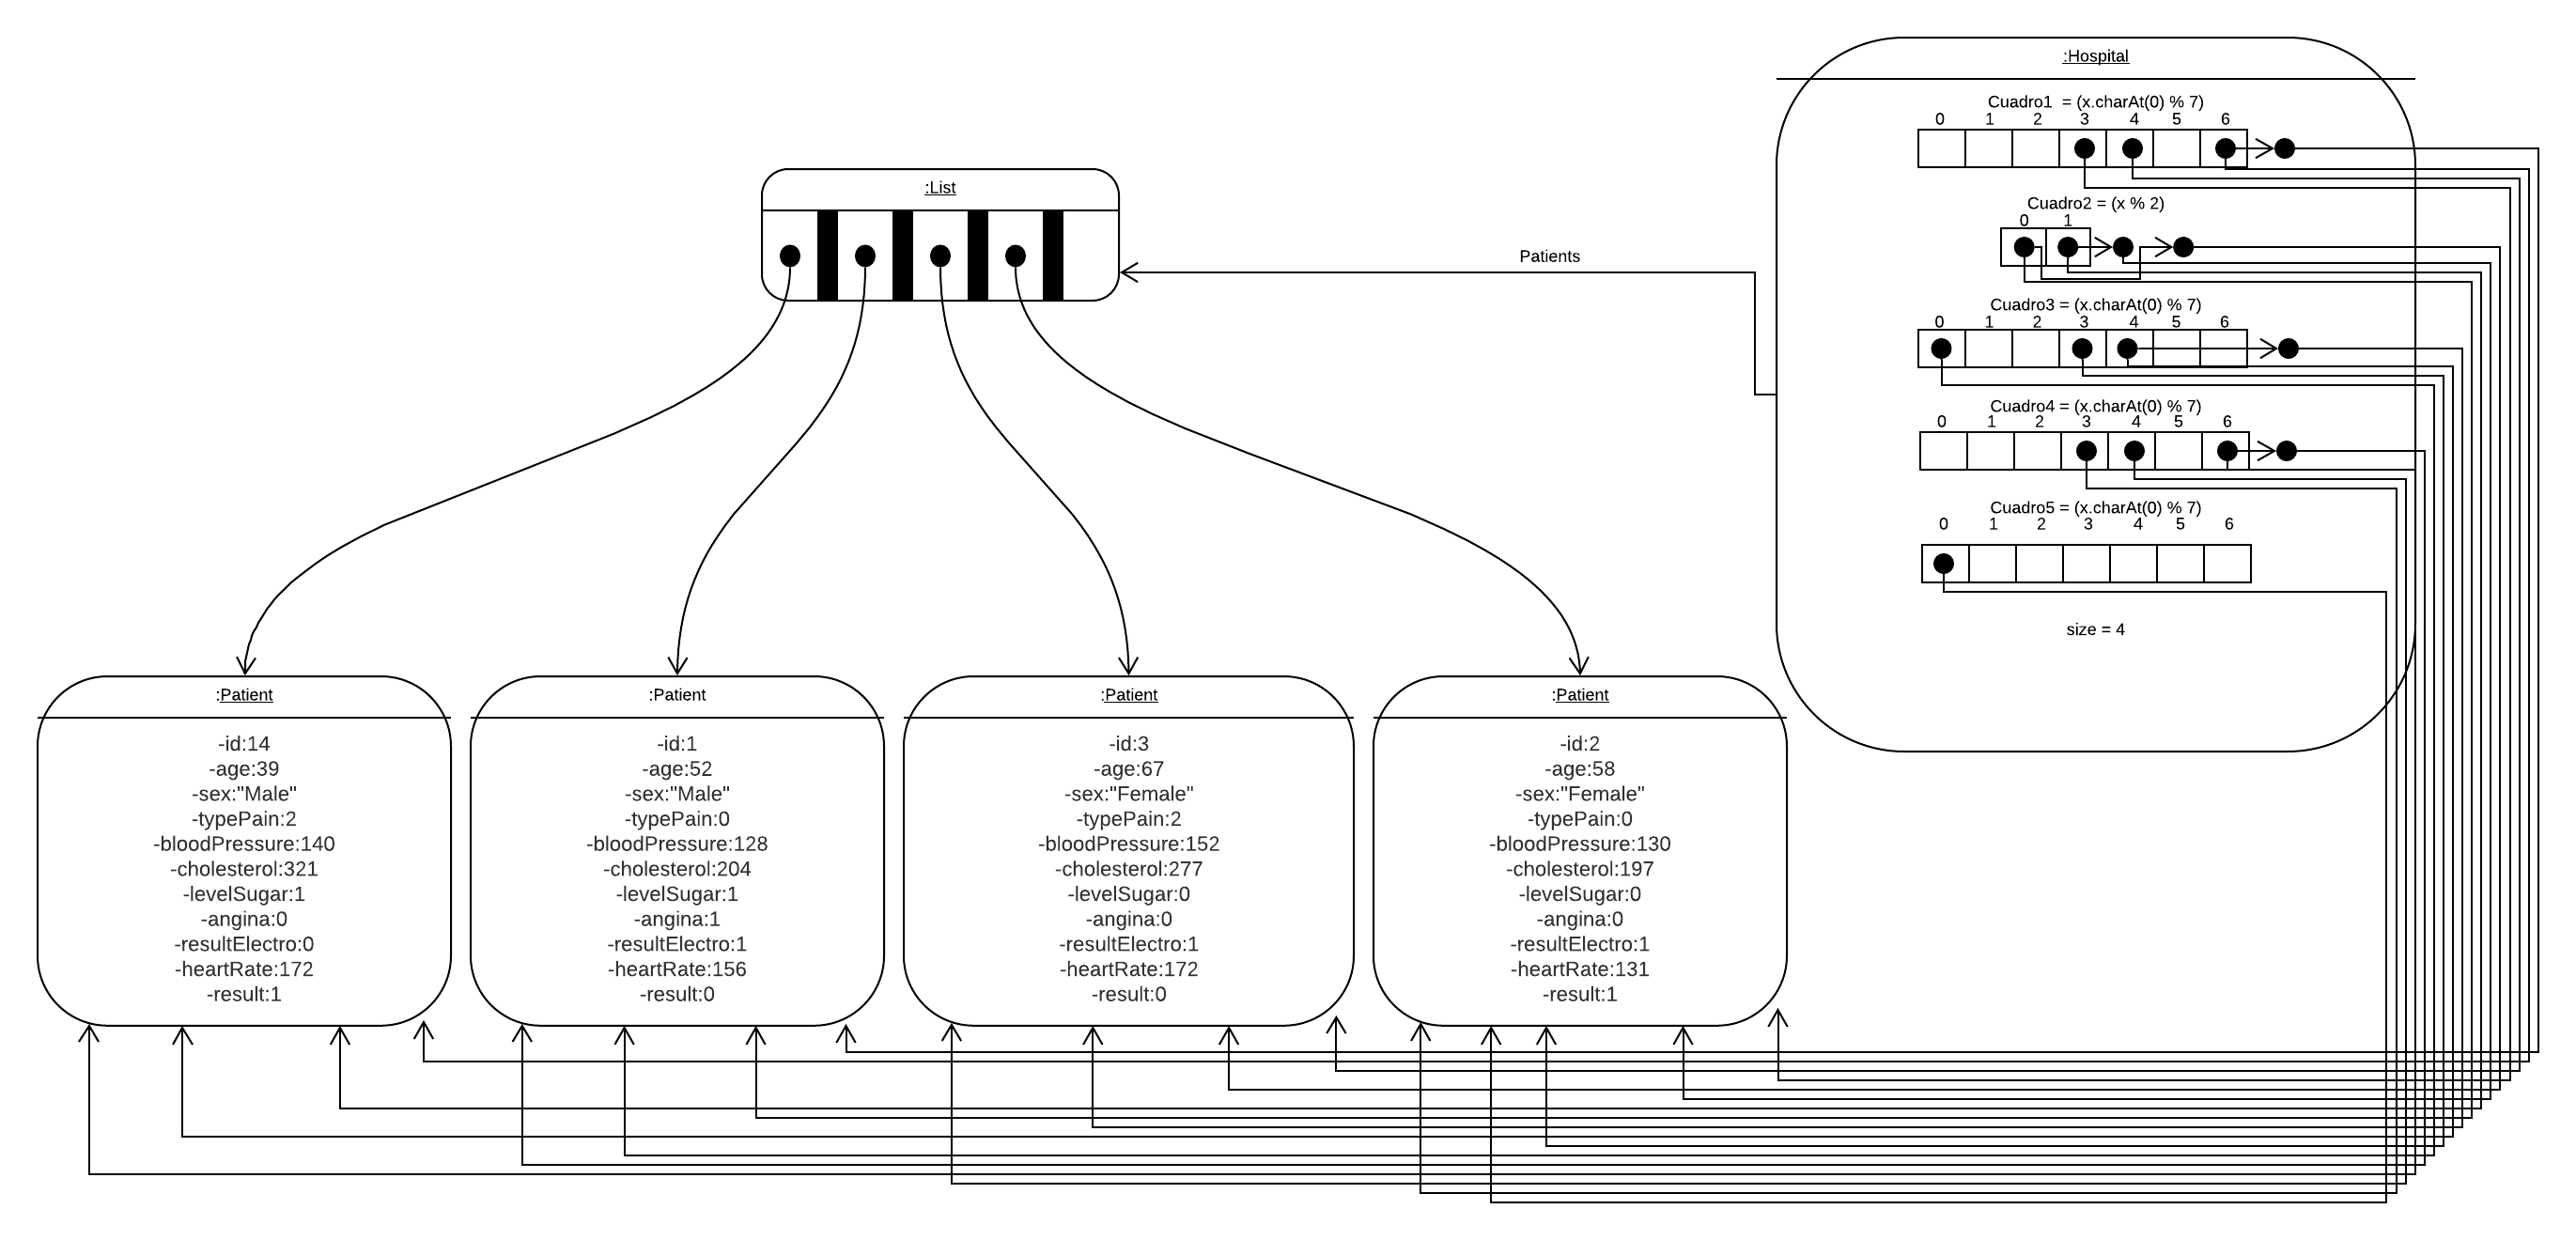 :Hospital
Cuadro1  = (x.charAt(0) % 7)
0 1 2 3 4 5 6
Cuadro2 = (x % 2)
0 1
Cuadro3 = (x.charAt(0) % 7)
0 1 2 3 4 5 6
Cuadro4 = (x.charAt(0) % 7)
0 1 2 3 4 5 6
Cuadro5 = (x.charAt(0) % 7)
0 1 2 3 4 5 6
size = 4
:List
Patients
:Patient
-id:14
-age:39
-sex:"Male"
-typePain:2
-bloodPressure:140
-cholesterol:321
-levelSugar:1
-angina:0
-resultElectro:0
-heartRate:172
-result:1
:Patient
-id:1
-age:52
-sex:"Male"
-typePain:0
-bloodPressure:128
-cholesterol:204
-levelSugar:1
-angina:1
-resultElectro:1
-heartRate:156
-result:0
:Patient
-id:3
-age:67
-sex:"Female"
-typePain:2
-bloodPressure:152
-cholesterol:277
-levelSugar:0
-angina:0
-resultElectro:1
-heartRate:172
-result:0
:Patient
-id:2
-age:58
-sex:"Female"
-typePain:0
-bloodPressure:130
-cholesterol:197
-levelSugar:0
-angina:0
-resultElectro:1
-heartRate:131
-result:1